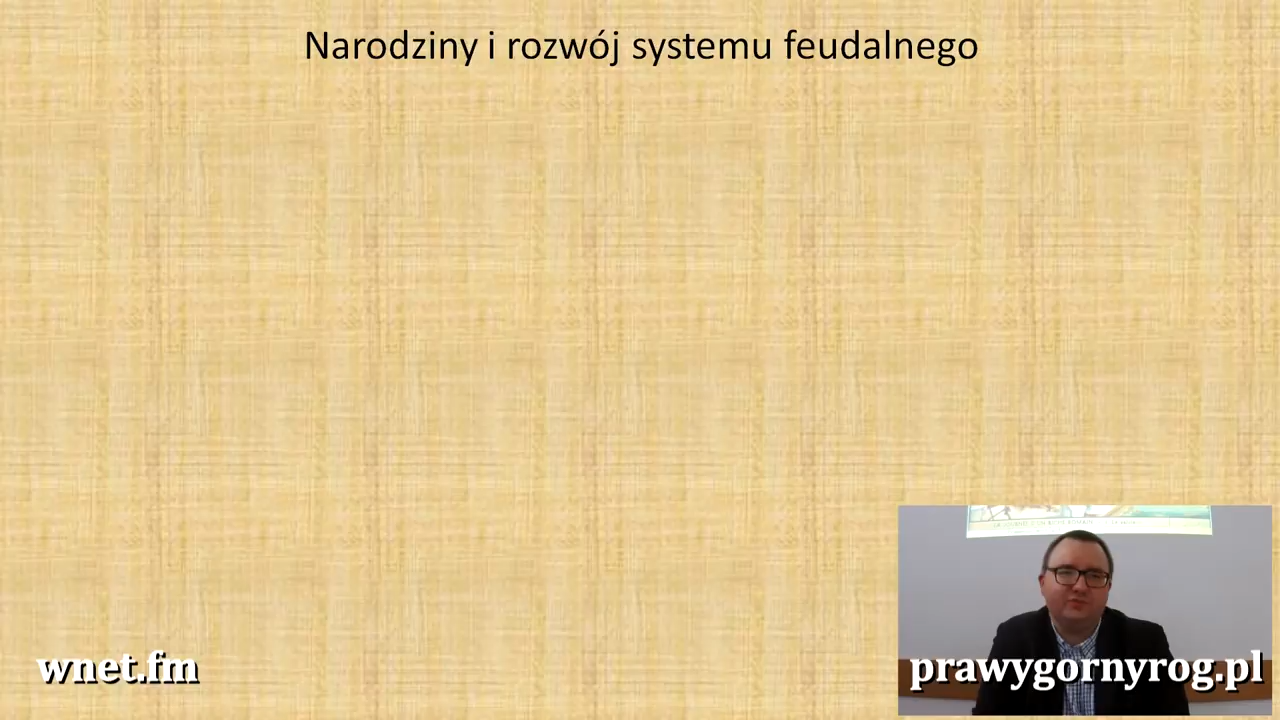 Narodziny i rozwój systemu feudalnego
wnet.fm
prawygornyrog.pl